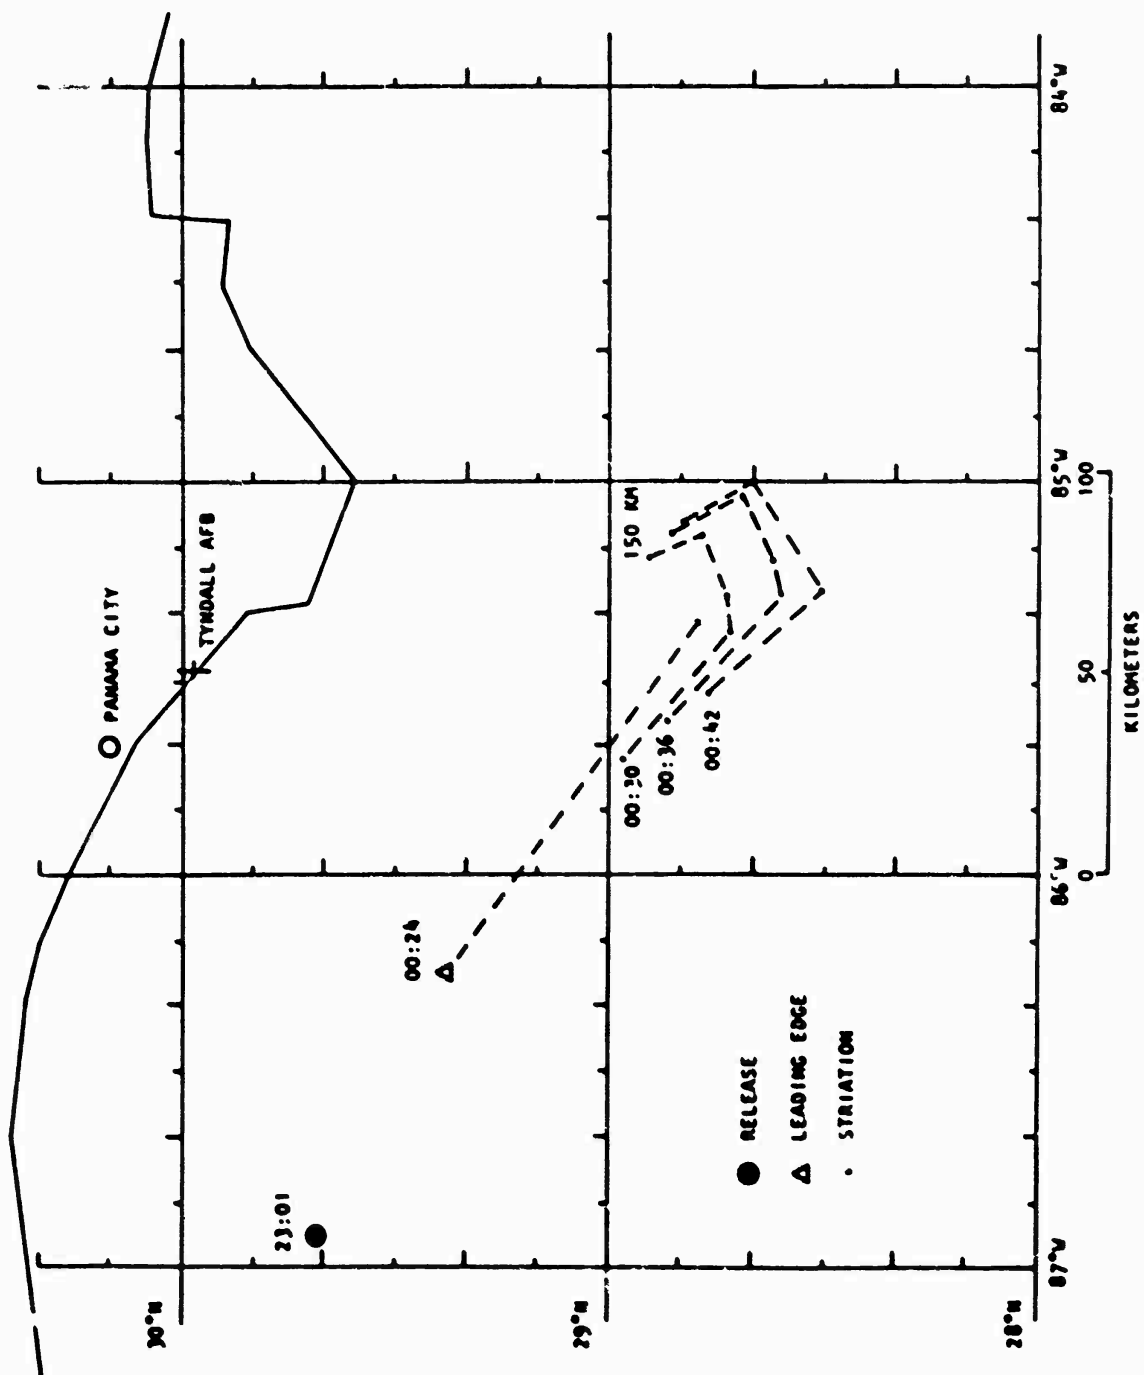 30°N
29°N
28°N
87°W
86°W
85°W
84°W
PANAMA CITY
TYNDALL AFB
23:01
00:24
00:30
00:36
00:42
150 KM
RELEASE
LEADING EDGE
STRIATION
0 50 100
KILOMETERS